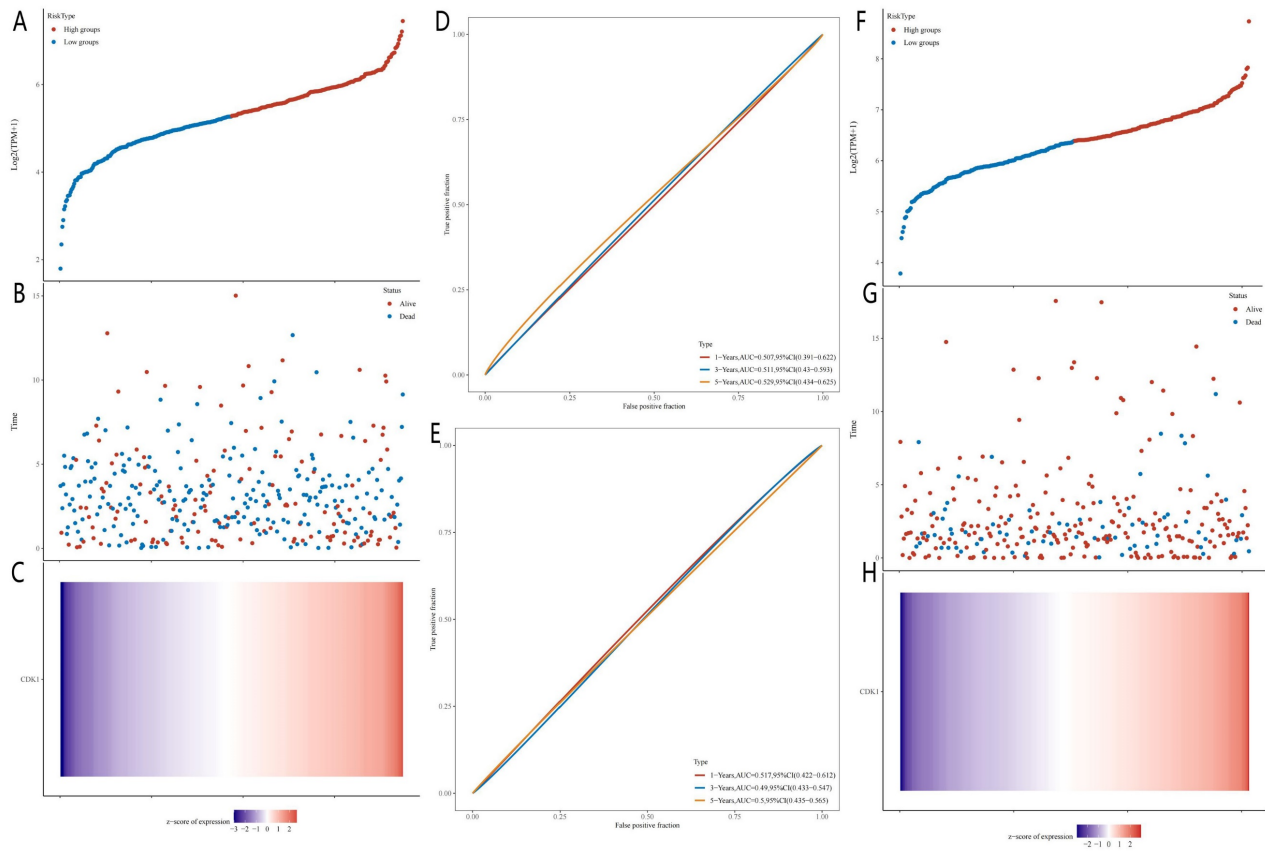 A
RiskType
High groups
Low groups
Log2(TPM+1)
6
4
2
B
Status
Alive
Dead
Time
15
10
5
0
C
CDK1
z−score of expression
−3 −2 −1 0 1 2
D
True positive fraction
1.00
0.75
0.50
0.25
0.00
Type
1−Years,AUC=0.507,95%CI(0.391−0.622)
3−Years,AUC=0.511,95%CI(0.43−0.593)
5−Years,AUC=0.529,95%CI(0.434−0.625)
0.00 0.25 0.50 0.75 1.00
False positive fraction
E
True positive fraction
1.00
0.75
0.50
0.25
0.00
Type
1−Years,AUC=0.517,95%CI(0.422−0.612)
3−Years,AUC=0.49,95%CI(0.433−0.547)
5−Years,AUC=0.5,95%CI(0.435−0.565)
0.00 0.25 0.50 0.75 1.00
False positive fraction
F
RiskType
High groups
Low groups
Log2(TPM+1)
8
7
6
5
4
G
Status
Alive
Dead
Time
15
10
5
0
H
CDK1
z−score of expression
−2 −1 0 1 2